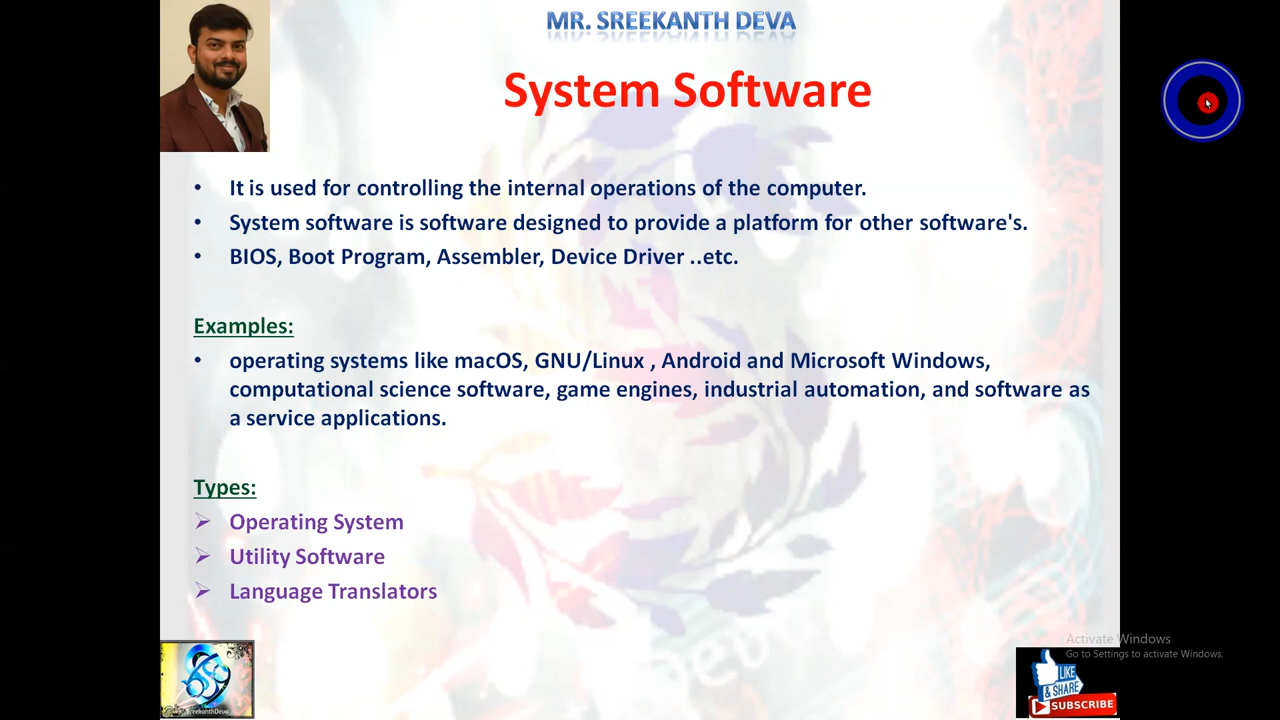 MR. SREEKANTH DEVA
System Software
• It is used for controlling the internal operations of the computer.
• System software is software designed to provide a platform for other software's.
• BIOS, Boot Program, Assembler, Device Driver ..etc.
Examples:
• operating systems like macOS, GNU/Linux , Android and Microsoft Windows,
computational science software, game engines, industrial automation, and software as
a service applications.
Types:
➢ Operating System
➢ Utility Software
➢ Language Translators
Activate Windows
Go to Settings to activate Windows.
LIKE
& SHARE
SUBSCRIBE
SreekanthDeva